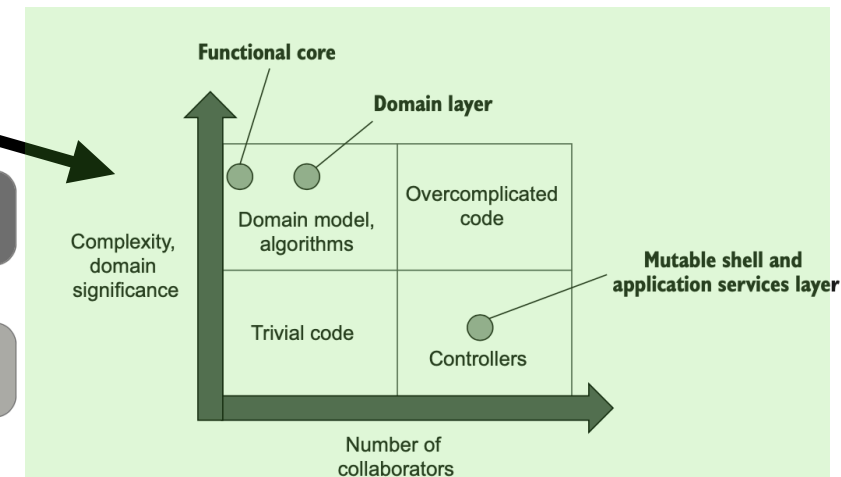 Functional core
Domain layer
Overcomplicated
code
Domain model,
algorithms
Complexity,
domain
significance
Mutable shell and
application services layer
Trivial code
Controllers
Number of
collaborators